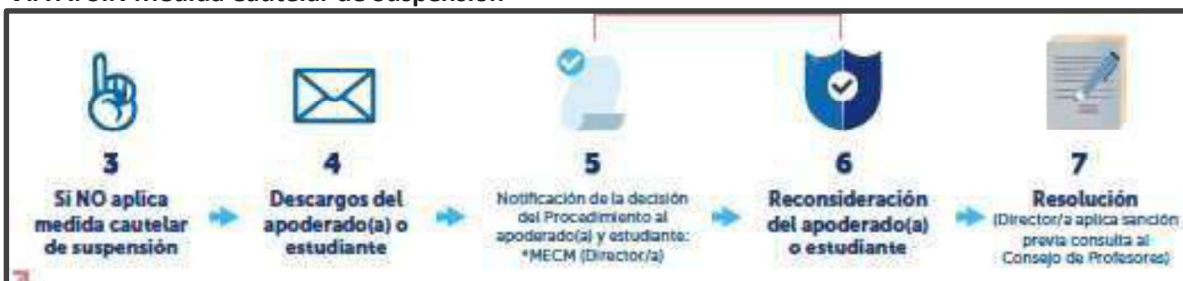 3
Si NO aplica
medida cautelar
de suspensión
4
Descargos del
apoderado(a) o
estudiante
5
Notificación de la decisión
del Procedimiento al
apoderado(a) y estudiante:
*MECM (Director/a)
6
Reconsideración
del apoderado(a)
o estudiante
7
Resolución
(Director/a aplica sanción
previa consulta al
Consejo de Profesores)